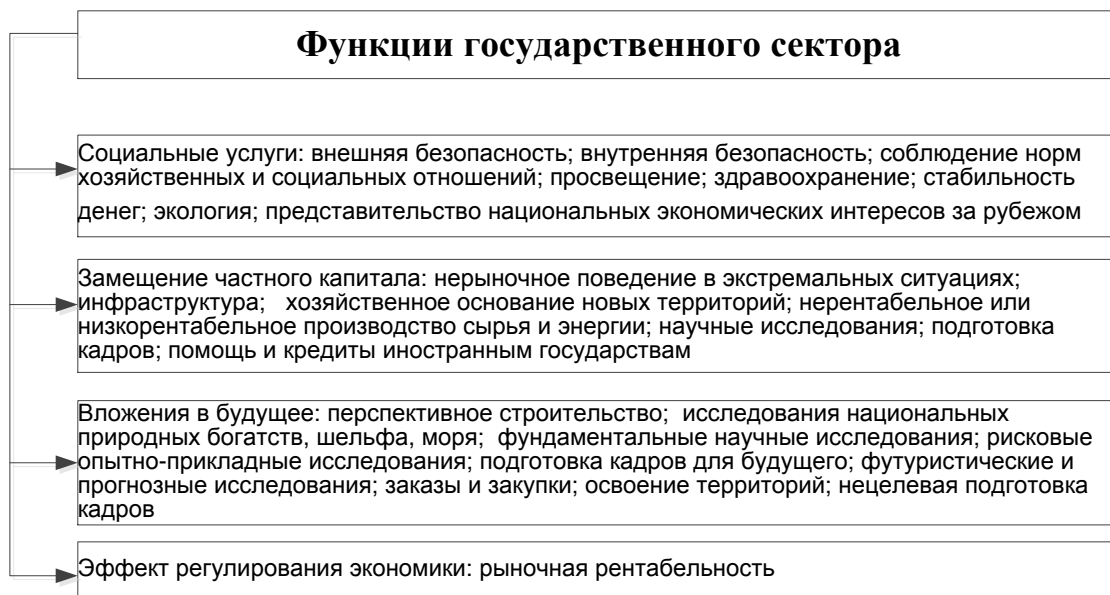 Функции государственного сектора
Социальные услуги: внешняя безопасность; внутренняя безопасность; соблюдение норм
хозяйственных и социальных отношений; просвещение; здравоохранение; стабильность
денег; экология; представительство национальных экономических интересов за рубежом
Замещение частного капитала: нерыночное поведение в экстремальных ситуациях;
инфраструктура; хозяйственное основание новых территорий; нерентабельное или
низкорентабельное производство сырья и энергии; научные исследования; подготовка
кадров; помощь и кредиты иностранным государствам
Вложения в будущее: перспективное строительство; исследования национальных
природных богатств, шельфа, моря; фундаментальные научные исследования; рисковые
опытно-прикладные исследования; подготовка кадров для будущего; футуристические и
прогнозные исследования; заказы и закупки; освоение территорий; нецелевая подготовка
кадров
Эффект регулирования экономики: рыночная рентабельность